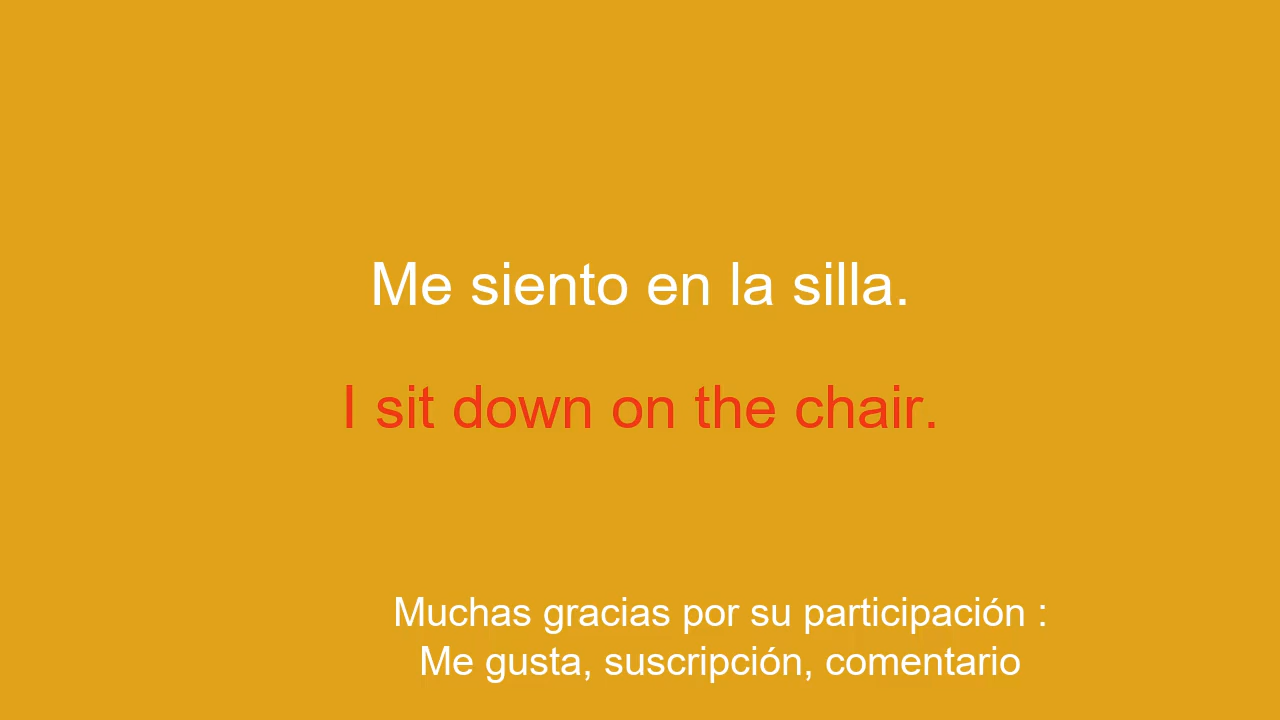 Me siento en la silla.
I sit down on the chair.
Muchas gracias por su participación :
Me gusta, suscripción, comentario